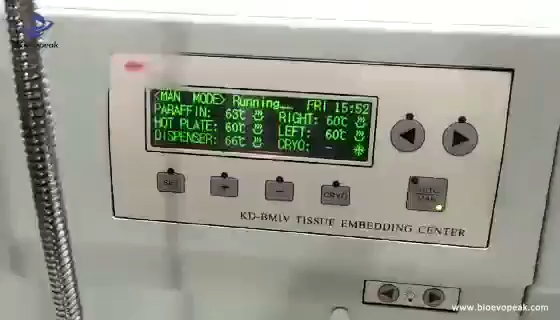 Bioevopeak
<MAN MODE> Running FRI 15:52
PARAFFIN: 63℃ RIGHT: 60℃
HOT PLATE: 60℃ LEFT: 60℃
DISPENSER: 66℃ CRYO: -
SET + - CRYO
KD-BMIV TISSUE EMBEDDING CENTER
www.bioevopeak.com